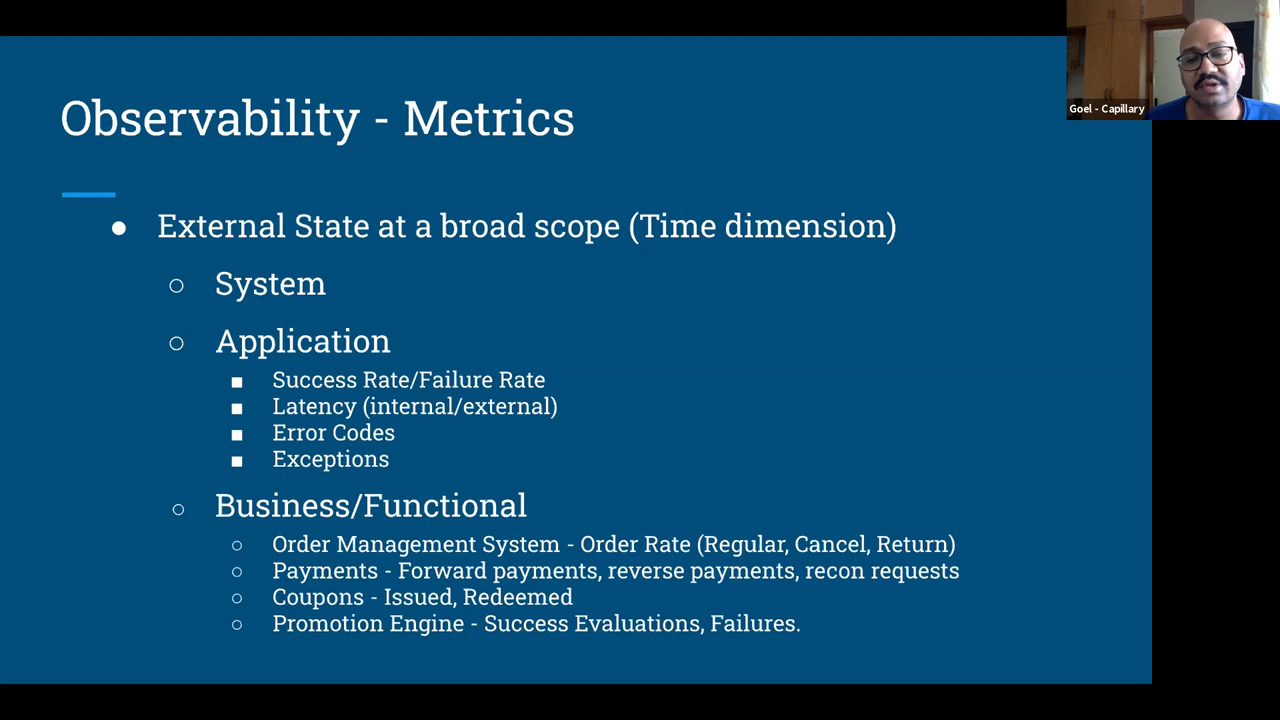 Observability - Metrics
● External State at a broad scope (Time dimension)
○ System
○ Application
■ Success Rate/Failure Rate
■ Latency (internal/external)
■ Error Codes
■ Exceptions
○ Business/Functional
○ Order Management System - Order Rate (Regular, Cancel, Return)
○ Payments - Forward payments, reverse payments, recon requests
○ Coupons - Issued, Redeemed
○ Promotion Engine - Success Evaluations, Failures.
Goel - Capillary